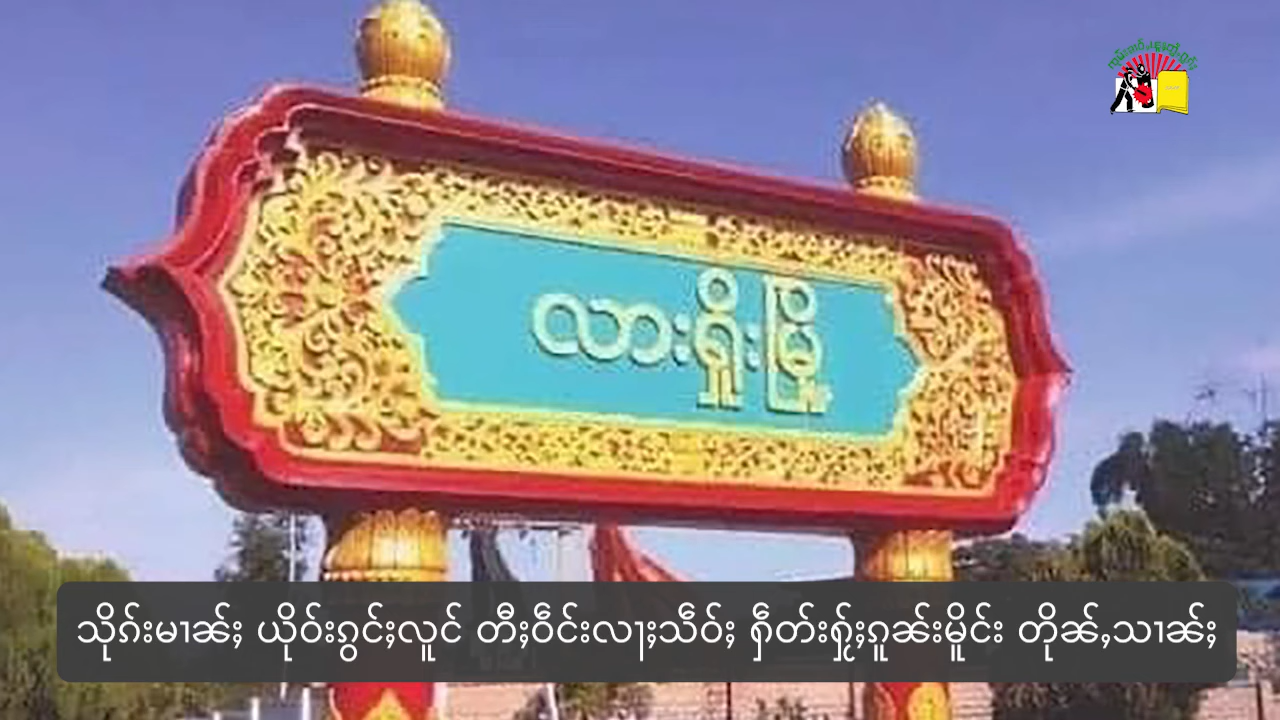 လားရှိုးမြို့
သိုၵ်းမၢၼ်ႈ ယိုဝ်းၵွင်ႈလူင် တီႈဝဵင်းလႃႈသဵဝ်ႈ ႁဵတ်းႁႂ်ႈၵူၼ်းမိူင်း တိုၼ်ႇသၢၼ်ႈ